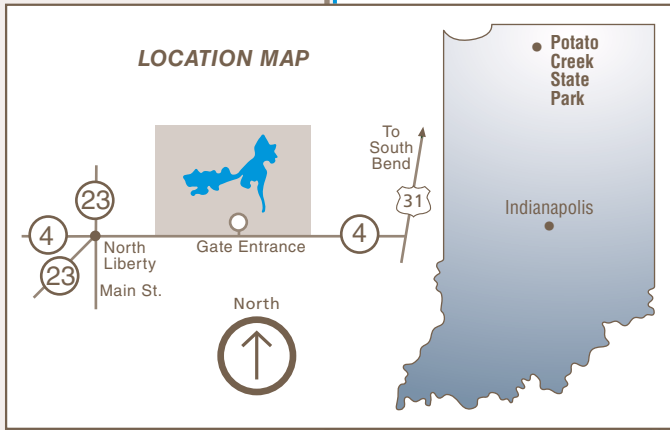 LOCATION MAP
Potato
Creek
State
Park
To
South
Bend
31
23
4
North
Liberty
Gate Entrance
4
23
Main St.
Indianapolis
North